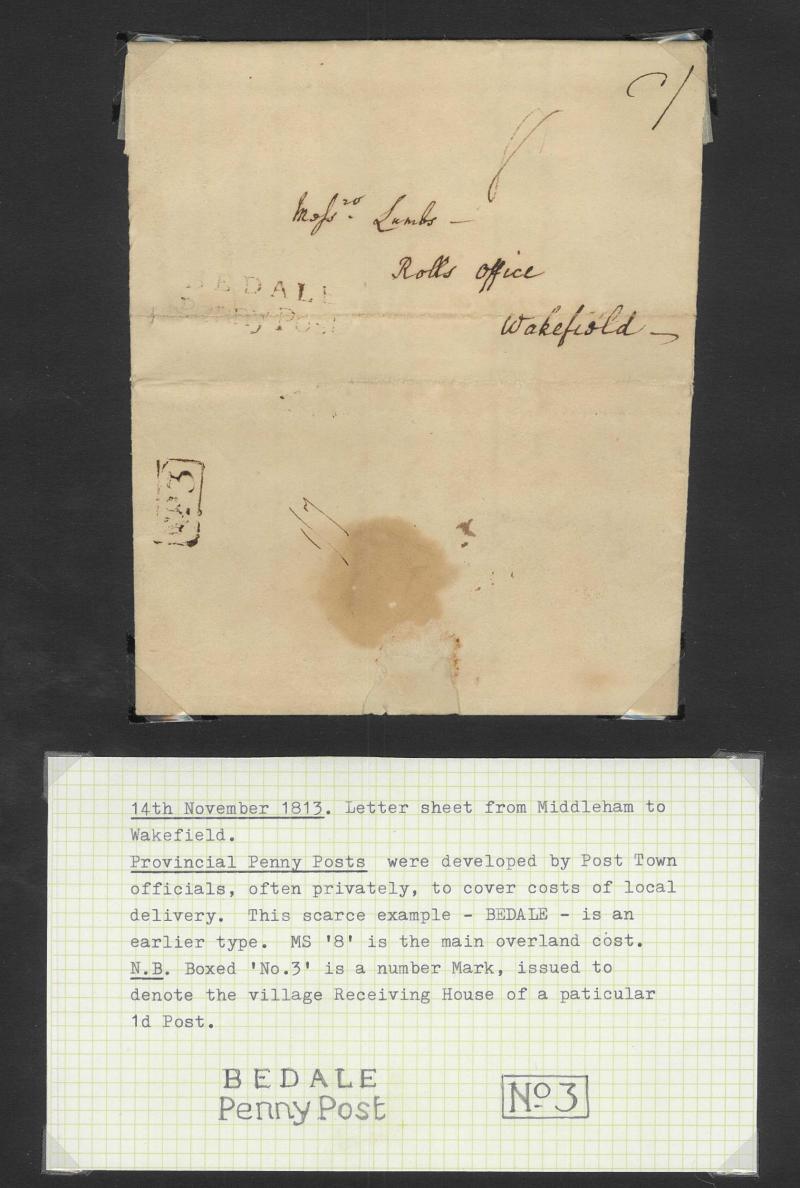 8
Messrs. Lumbs —
Rolls Office
Wakefield —
BEDALE
Penny Post
No 3
14th November 1813. Letter sheet from Middleham to
Wakefield.
Provincial Penny Posts were developed by Post Town
officials, often privately, to cover costs of local
delivery. This scarce example - BEDALE - is an
earlier type. MS '8' is the main overland cost.
N.B. Boxed 'No.3' is a number Mark, issued to
denote the village Receiving House of a paticular
1d Post.
BEDALE
Penny Post
No 3